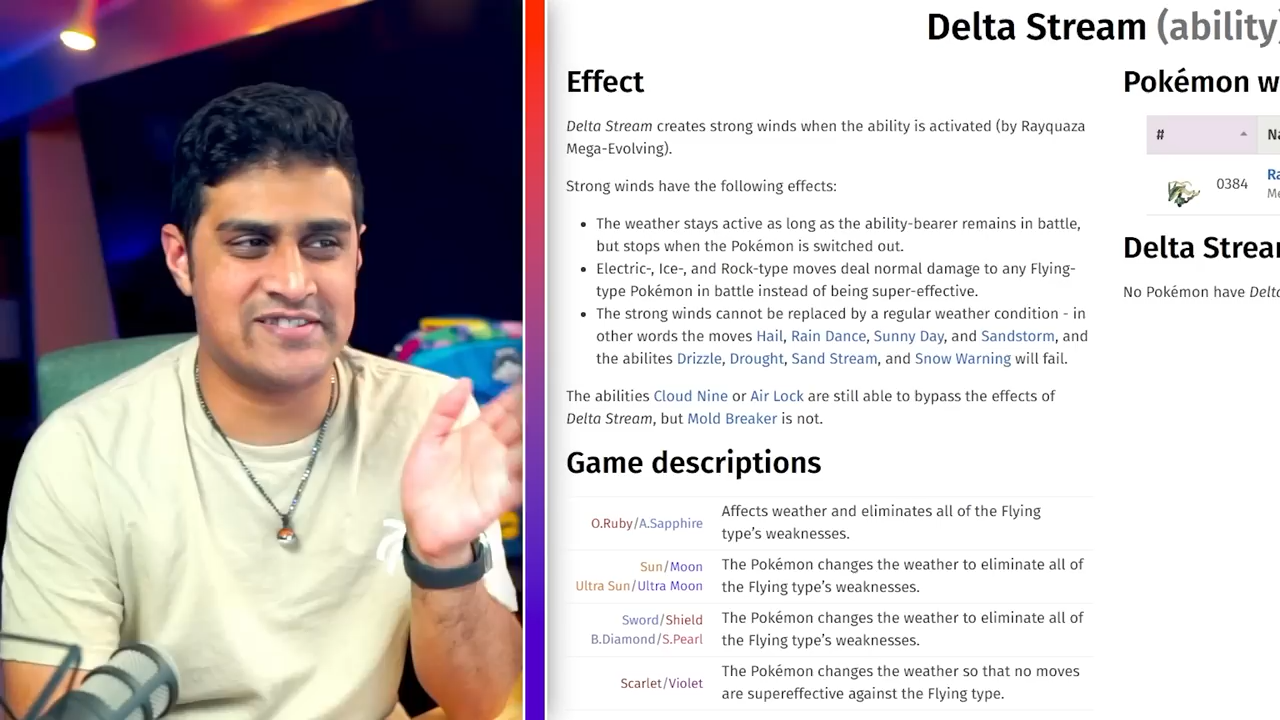 Delta Stream (ability)
Effect
Delta Stream creates strong winds when the ability is activated (by Rayquaza
Mega-Evolving).
Strong winds have the following effects:
The weather stays active as long as the ability-bearer remains in battle,
but stops when the Pokémon is switched out.
Electric-, Ice-, and Rock-type moves deal normal damage to any Flying-
type Pokémon in battle instead of being super-effective.
The strong winds cannot be replaced by a regular weather condition - in
other words the moves Hail, Rain Dance, Sunny Day, and Sandstorm, and
the abilites Drizzle, Drought, Sand Stream, and Snow Warning will fail.
The abilities Cloud Nine or Air Lock are still able to bypass the effects of
Delta Stream, but Mold Breaker is not.
Game descriptions
O.Ruby/A.Sapphire
Affects weather and eliminates all of the Flying
type's weaknesses.
Sun/Moon
Ultra Sun/Ultra Moon
The Pokémon changes the weather to eliminate all of
the Flying type's weaknesses.
Sword/Shield
B.Diamond/S.Pearl
The Pokémon changes the weather to eliminate all of
the Flying type's weaknesses.
Scarlet/Violet
The Pokémon changes the weather so that no moves
are supereffective against the Flying type.
Pokémon w
# Na
0384 Ra
Me
Delta Strea
No Pokémon have Delt